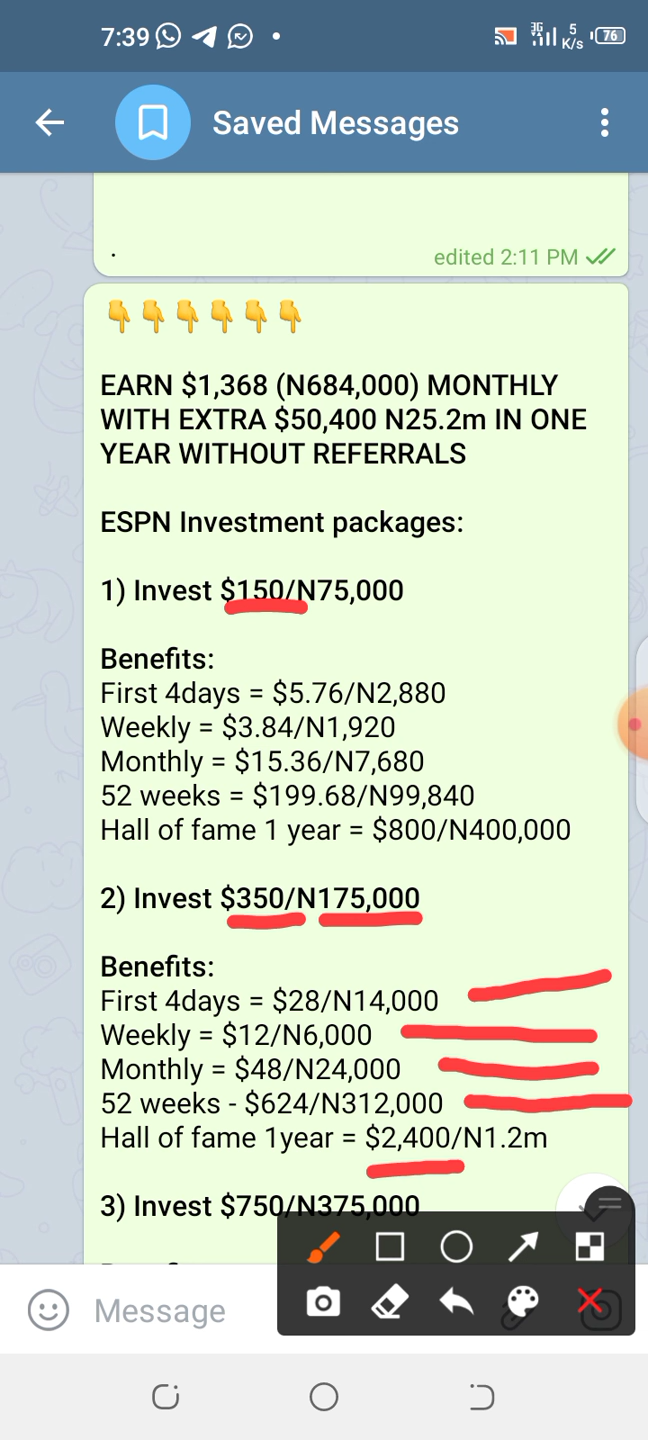 7:39
3G
5
K/s
76
Saved Messages
.
edited 2:11 PM
👇👇👇👇👇👇
EARN $1,368 (N684,000) MONTHLY
WITH EXTRA $50,400 N25.2m IN ONE
YEAR WITHOUT REFERRALS
ESPN Investment packages:
1) Invest $150/N75,000
Benefits:
First 4days = $5.76/N2,880
Weekly = $3.84/N1,920
Monthly = $15.36/N7,680
52 weeks = $199.68/N99,840
Hall of fame 1 year = $800/N400,000
2) Invest $350/N175,000
Benefits:
First 4days = $28/N14,000
Weekly = $12/N6,000
Monthly = $48/N24,000
52 weeks - $624/N312,000
Hall of fame 1year = $2,400/N1.2m
3) Invest $750/N375,000
Message